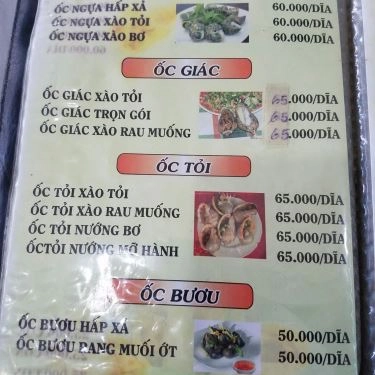 ỐC NGỰA HẤP XẢ 60.000/DĨA
ỐC NGỰA XÀO TỎI 60.000/DĨA
ỐC NGỰA XÀO BƠ 60.000/DĨA
ỐC GIÁC
ỐC GIÁC XÀO TỎI 65.000/DĨA
ỐC GIÁC TRỌN GÓI 65.000/DĨA
ỐC GIÁC XÀO RAU MUỐNG 65.000/DĨA
ỐC TỎI
ỐC TỎI XÀO TỎI 65.000/DĨA
ỐC TỎI XÀO RAU MUỐNG 65.000/DĨA
ỐC TỎI NƯỚNG BƠ 65.000/DĨA
ỐCTỎI NƯỚNG MỠ HÀNH 65.000/DĨA
ỐC BƯƠU
ỐC BƯƠU HẤP XẢ 50.000/DĨA
ỐC BƯƠU RANG MUỐI ỚT 50.000/DĨA